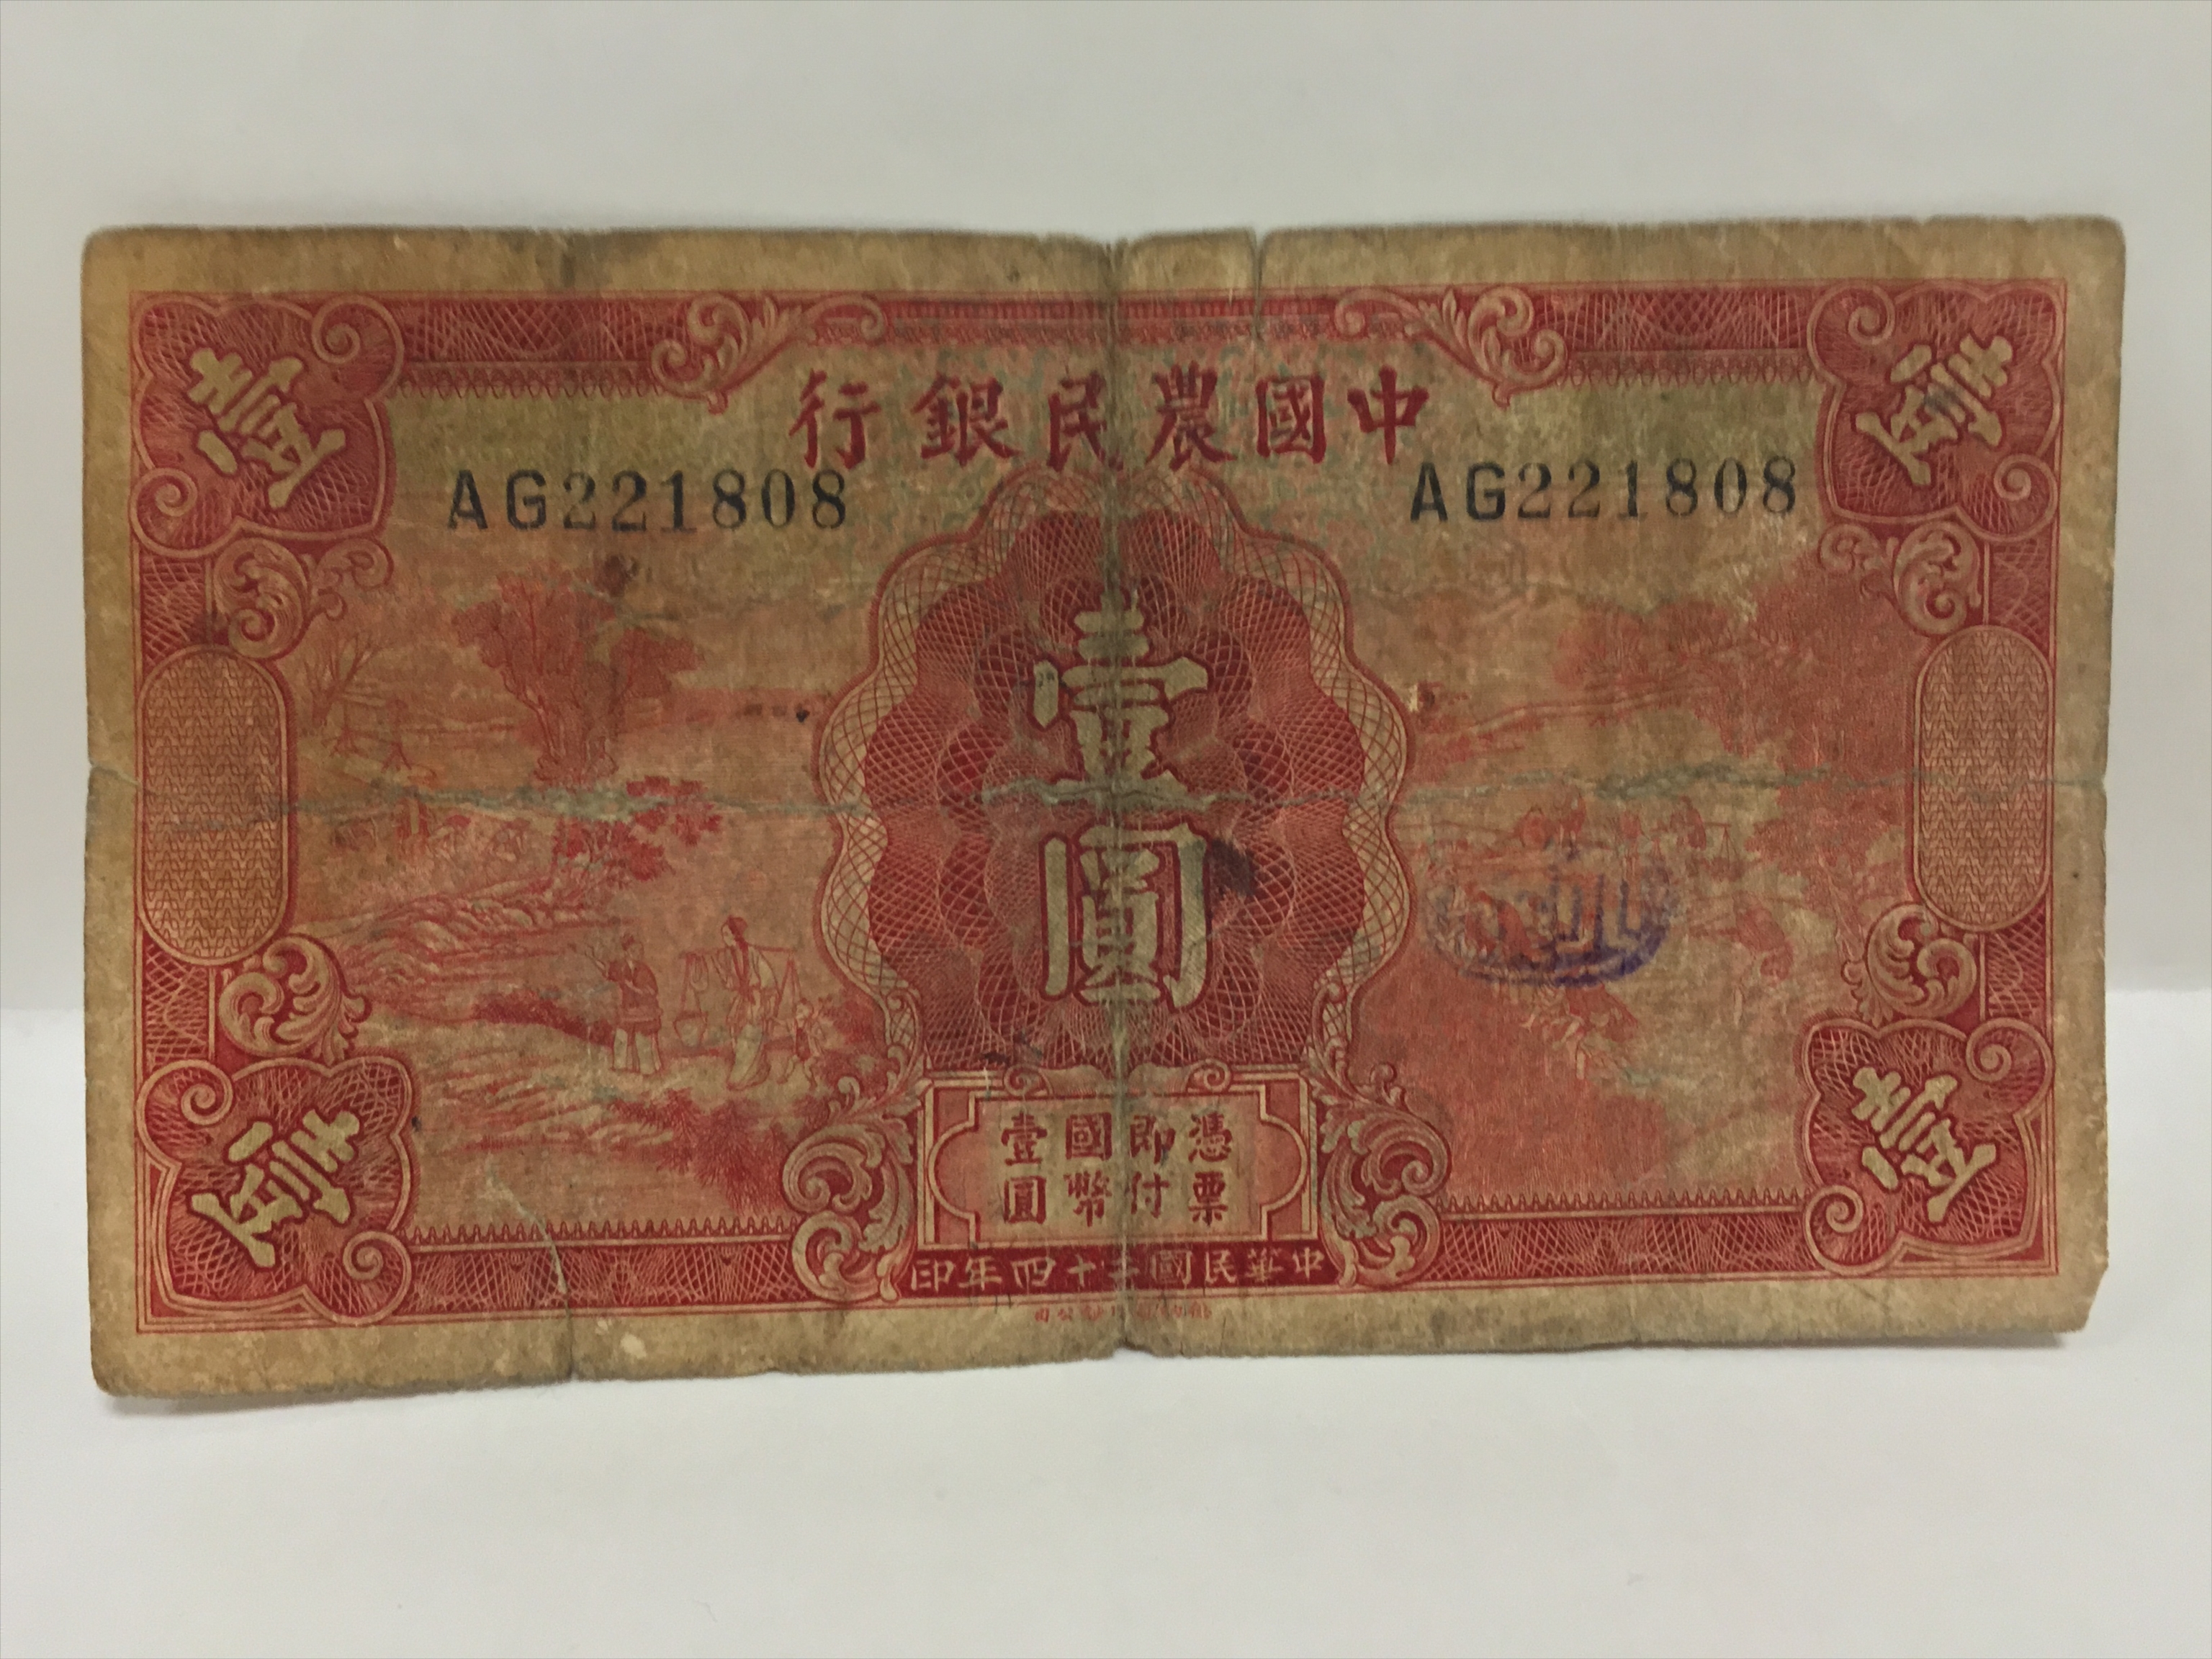 中國農民銀行
壹
壹
AG221808
AG221808
壹
圓
憑票
即付
國幣
壹圓
壹
壹
中華民國二十四年印